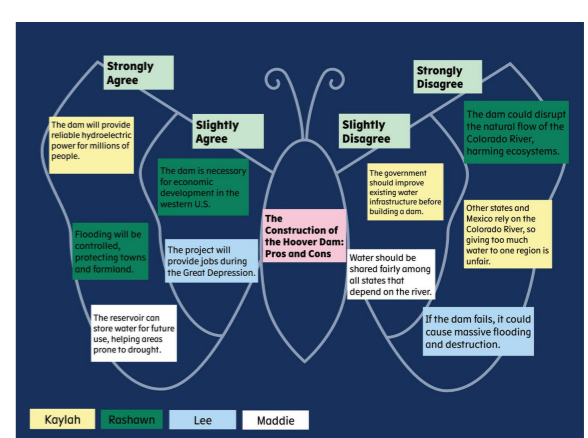 Strongly
Agree
Strongly
Disagree
Slightly
Agree
Slightly
Disagree
The dam will provide
reliable hydroelectric
power for millions of
people.
Flooding will be
controlled,
protecting towns
and farmland.
The reservoir can
store water for future
use, helping areas
prone to drought.
The dam is necessary
for economic
development in the
western U.S.
The project will
provide jobs during
the Great Depression.
The
Construction of
the Hoover Dam:
Pros and Cons
The government
should improve
existing water
infrastructure before
building a dam.
Water should be
shared fairly among
all states that
depend on the river.
The dam could disrupt
the natural flow of the
Colorado River,
harming ecosystems.
Other states and
Mexico rely on the
Colorado River, so
giving too much
water to one region is
unfair.
If the dam fails, it could
cause massive flooding
and destruction.
Kaylah
Rashawn
Lee
Maddie